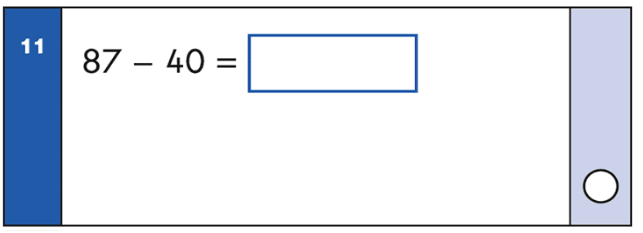 11
87 – 40 =